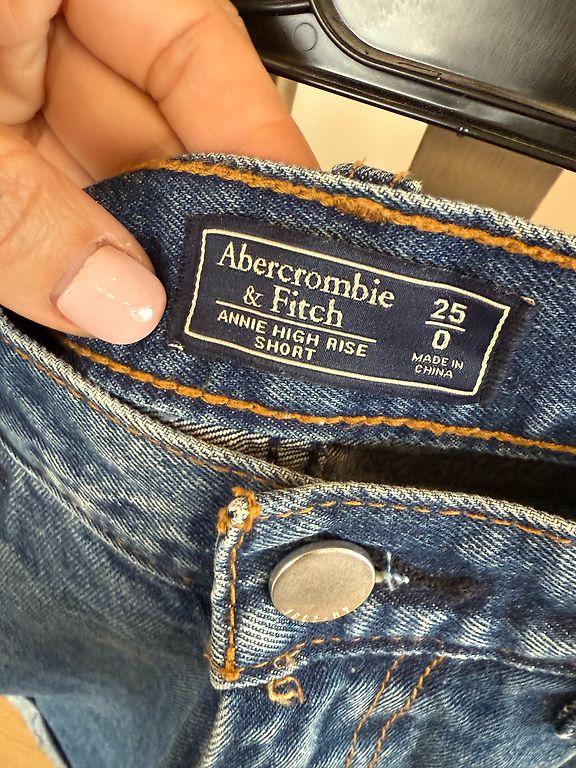 Abercrombie
& Fitch
ANNIE HIGH RISE
SHORT
25
0
MADE IN
CHINA